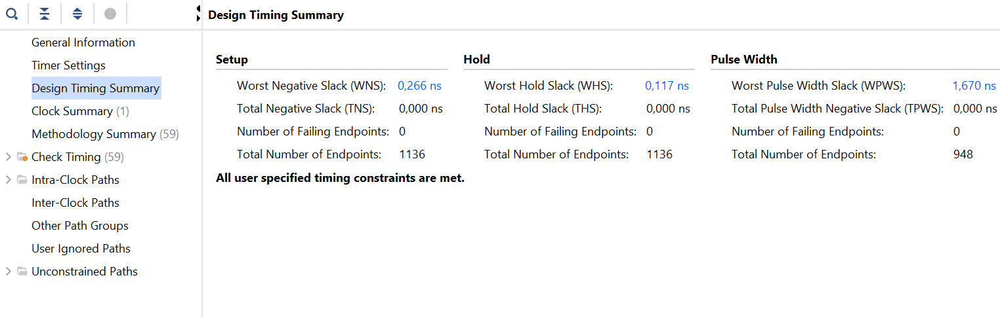 Design Timing Summary
General Information
Timer Settings
Design Timing Summary
Clock Summary (1)
Methodology Summary (59)
Check Timing (59)
Intra-Clock Paths
Inter-Clock Paths
Other Path Groups
User Ignored Paths
Unconstrained Paths
Setup
Worst Negative Slack (WNS): 0,266 ns
Total Negative Slack (TNS): 0,000 ns
Number of Failing Endpoints: 0
Total Number of Endpoints: 1136
Hold
Worst Hold Slack (WHS): 0,117 ns
Total Hold Slack (THS): 0,000 ns
Number of Failing Endpoints: 0
Total Number of Endpoints: 1136
Pulse Width
Worst Pulse Width Slack (WPWS): 1,670 ns
Total Pulse Width Negative Slack (TPWS): 0,000 ns
Number of Failing Endpoints: 0
Total Number of Endpoints: 948
All user specified timing constraints are met.